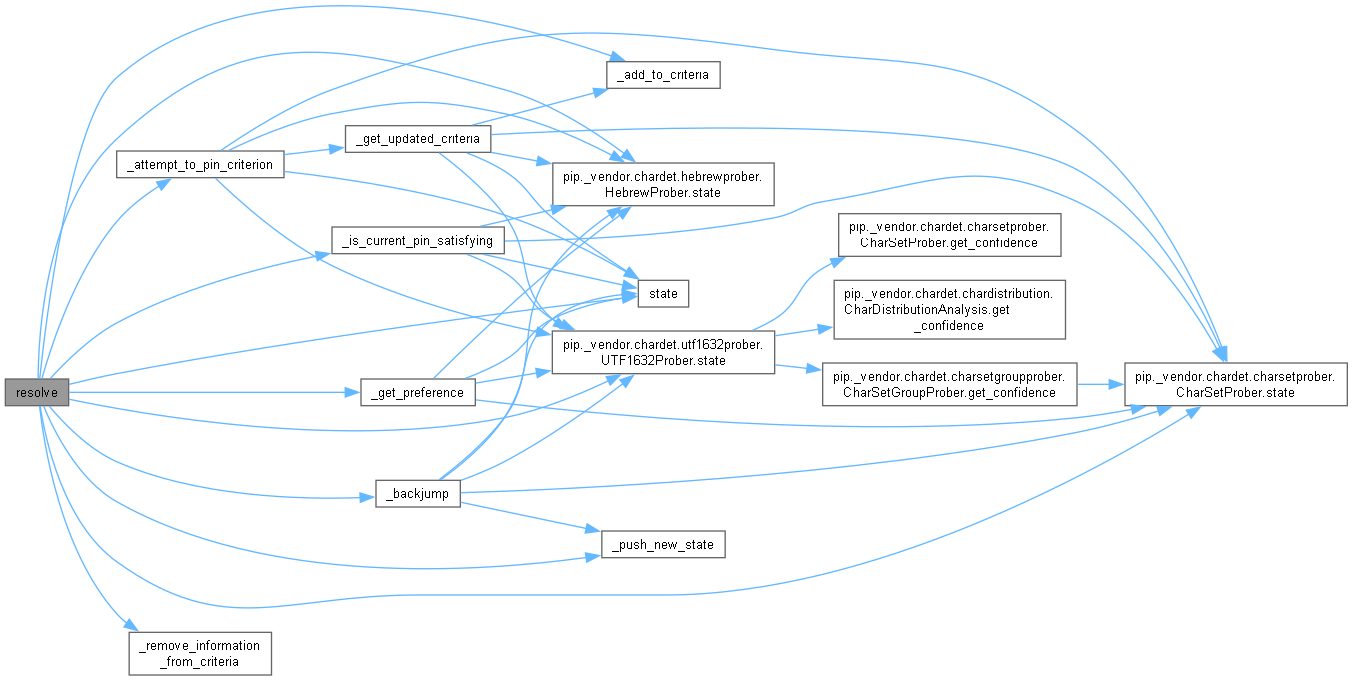 _add_to_criteria
_get_updated_criteria
_attempt_to_pin_criterion
pip._vendor.chardet.hebrewprober.
HebrewProber.state
_is_current_pin_satisfying
pip._vendor.chardet.charsetprober.
CharSetProber.get_confidence
state
pip._vendor.chardet.chardistribution.
CharDistributionAnalysis.get
_confidence
pip._vendor.chardet.utf1632prober.
UTF1632Prober.state
resolve
_get_preference
pip._vendor.chardet.charsetgroupprober.
CharSetGroupProber.get_confidence
pip._vendor.chardet.charsetprober.
CharSetProber.state
_backjump
_push_new_state
_remove_information
_from_criteria